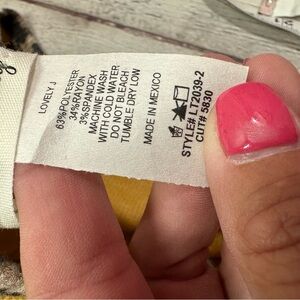 LOVELY J
63%POLYESTER
34%RAYON
3%SPANDEX
MACHINE WASH
WITH COLD WATER
DO NOT BLEACH
TUMBLE DRY LOW
MADE IN MEXICO
STYLE# LT2039-2
CUT# 5830